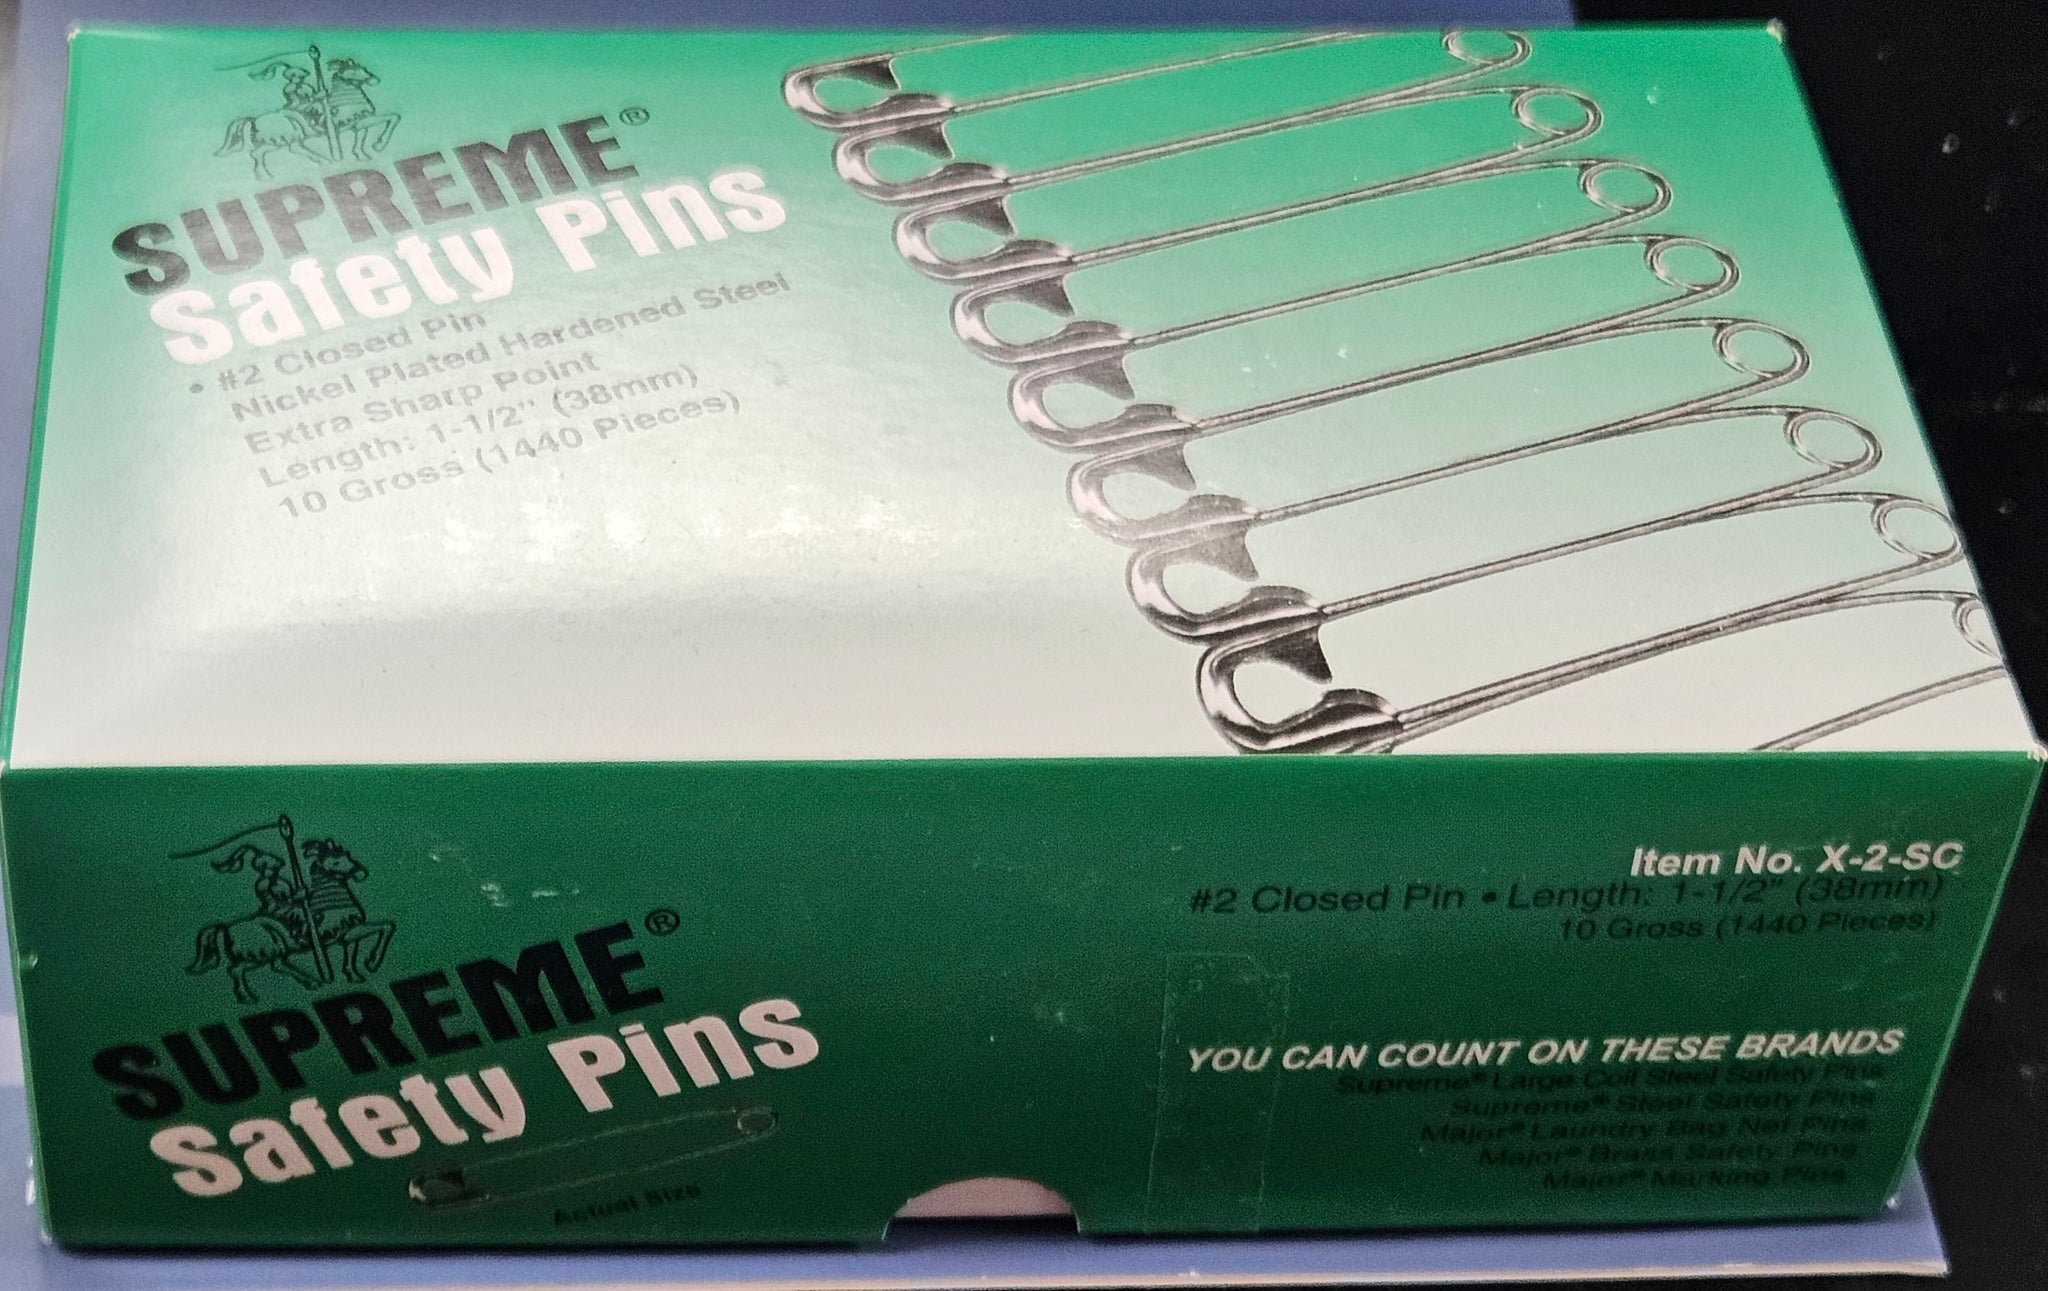 SUPREME®
Safety Pins
• #2 Closed Pin
Nickel Plated Hardened Steel
Extra Sharp Point
Length: 1-1/2" (38mm)
10 Gross (1440 Pieces)
SUPREME®
Safety Pins
Actual Size
Item No. X-2-SC
#2 Closed Pin • Length: 1-1/2" (38mm)
10 Gross (1440 Pieces)
YOU CAN COUNT ON THESE BRANDS
Supreme® Large Coil Steel Safety Pins
Supreme® Steel Safety Pins
Major® Laundry Bag Net Pins
Major® Brass Safety Pins
Major® Marking Pins